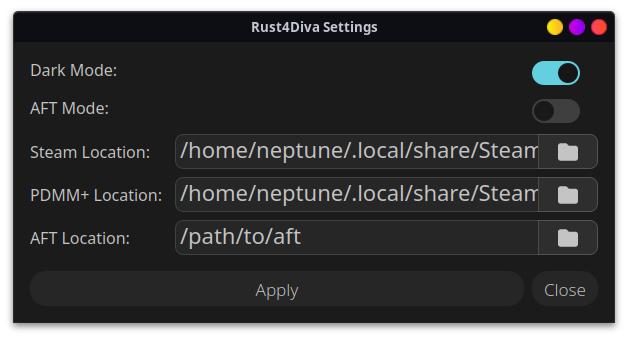 Rust4Diva Settings
Dark Mode:
AFT Mode:
Steam Location: /home/neptune/.local/share/Steam
PDMM+ Location: /home/neptune/.local/share/Steam
AFT Location: /path/to/aft
Apply Close